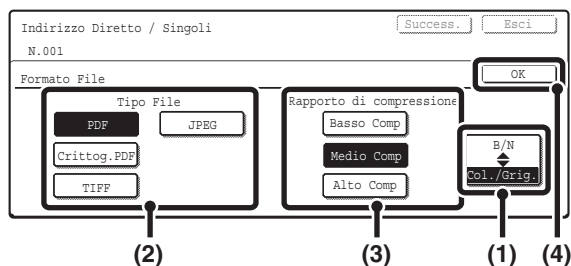 Indirizzo Diretto / Singoli
Success.
Esci
N.001
Formato File
OK
Tipo File
PDF
JPEG
Crittog.PDF
TIFF
Rapporto di compressione
Basso Comp
Medio Comp
Alto Comp
B/N
Col./Grig.
(2)
(3)
(1)
(4)